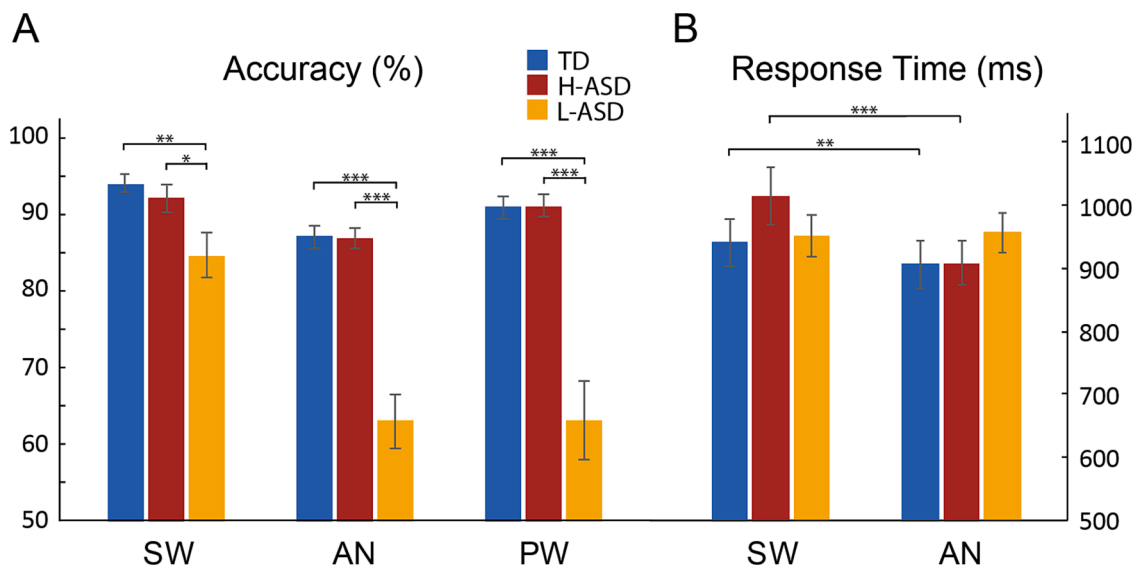 A
B
Accuracy (%)
TD
H-ASD
L-ASD
Response Time (ms)
100
90
80
70
60
50
**
*
***
***
***
***
***
**
1100
1000
900
800
700
600
500
SW
AN
PW
SW
AN